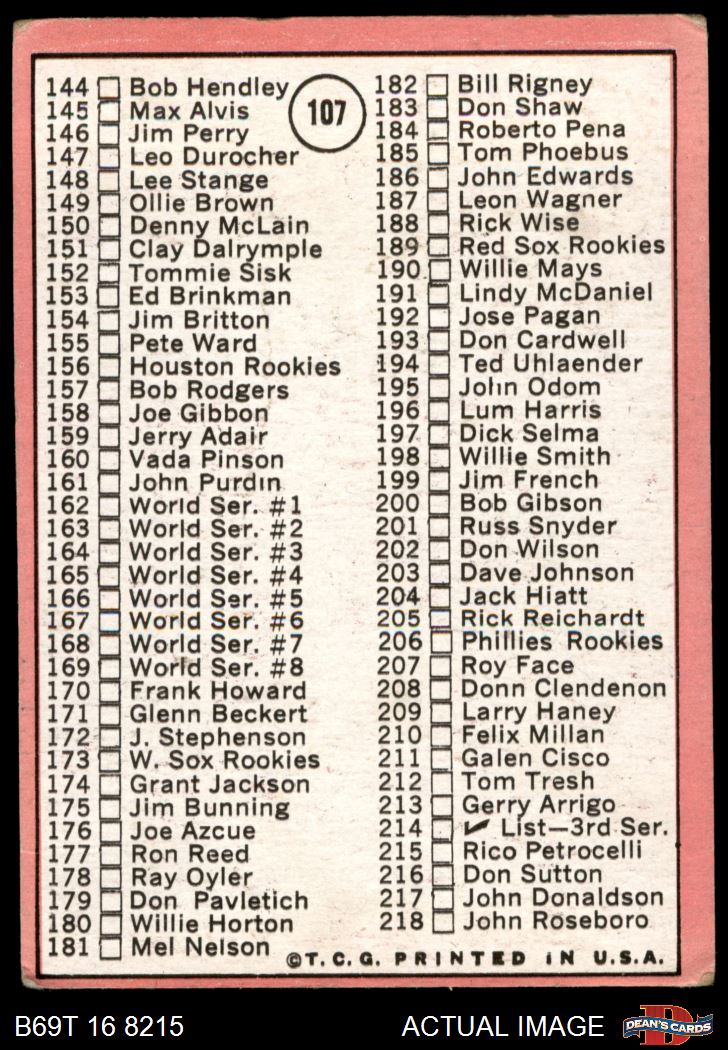 107
144 Bob Hendley
145 Max Alvis
146 Jim Perry
147 Leo Durocher
148 Lee Stange
149 Ollie Brown
150 Denny McLain
151 Clay Dalrymple
152 Tommie Sisk
153 Ed Brinkman
154 Jim Britton
155 Pete Ward
156 Houston Rookies
157 Bob Rodgers
158 Joe Gibbon
159 Jerry Adair
160 Vada Pinson
161 John Purdin
162 World Ser. #1
163 World Ser. #2
164 World Ser. #3
165 World Ser. #4
166 World Ser. #5
167 World Ser. #6
168 World Ser. #7
169 World Ser. #8
170 Frank Howard
171 Glenn Beckert
172 J. Stephenson
173 W. Sox Rookies
174 Grant Jackson
175 Jim Bunning
176 Joe Azcue
177 Ron Reed
178 Ray Oyler
179 Don Pavletich
180 Willie Horton
181 Mel Nelson
182 Bill Rigney
183 Don Shaw
184 Roberto Pena
185 Tom Phoebus
186 John Edwards
187 Leon Wagner
188 Rick Wise
189 Red Sox Rookies
190 Willie Mays
191 Lindy McDaniel
192 Jose Pagan
193 Don Cardwell
194 Ted Uhlaender
195 John Odom
196 Lum Harris
197 Dick Selma
198 Willie Smith
199 Jim French
200 Bob Gibson
201 Russ Snyder
202 Don Wilson
203 Dave Johnson
204 Jack Hiatt
205 Rick Reichardt
206 Phillies Rookies
207 Roy Face
208 Donn Clendenon
209 Larry Haney
210 Felix Millan
211 Galen Cisco
212 Tom Tresh
213 Gerry Arrigo
214 ✓ List—3rd Ser.
215 Rico Petrocelli
216 Don Sutton
217 John Donaldson
218 John Roseboro
©T.C.G. PRINTED IN U.S.A.
B69T 16 8215
ACTUAL IMAGE
DEAN'S CARDS